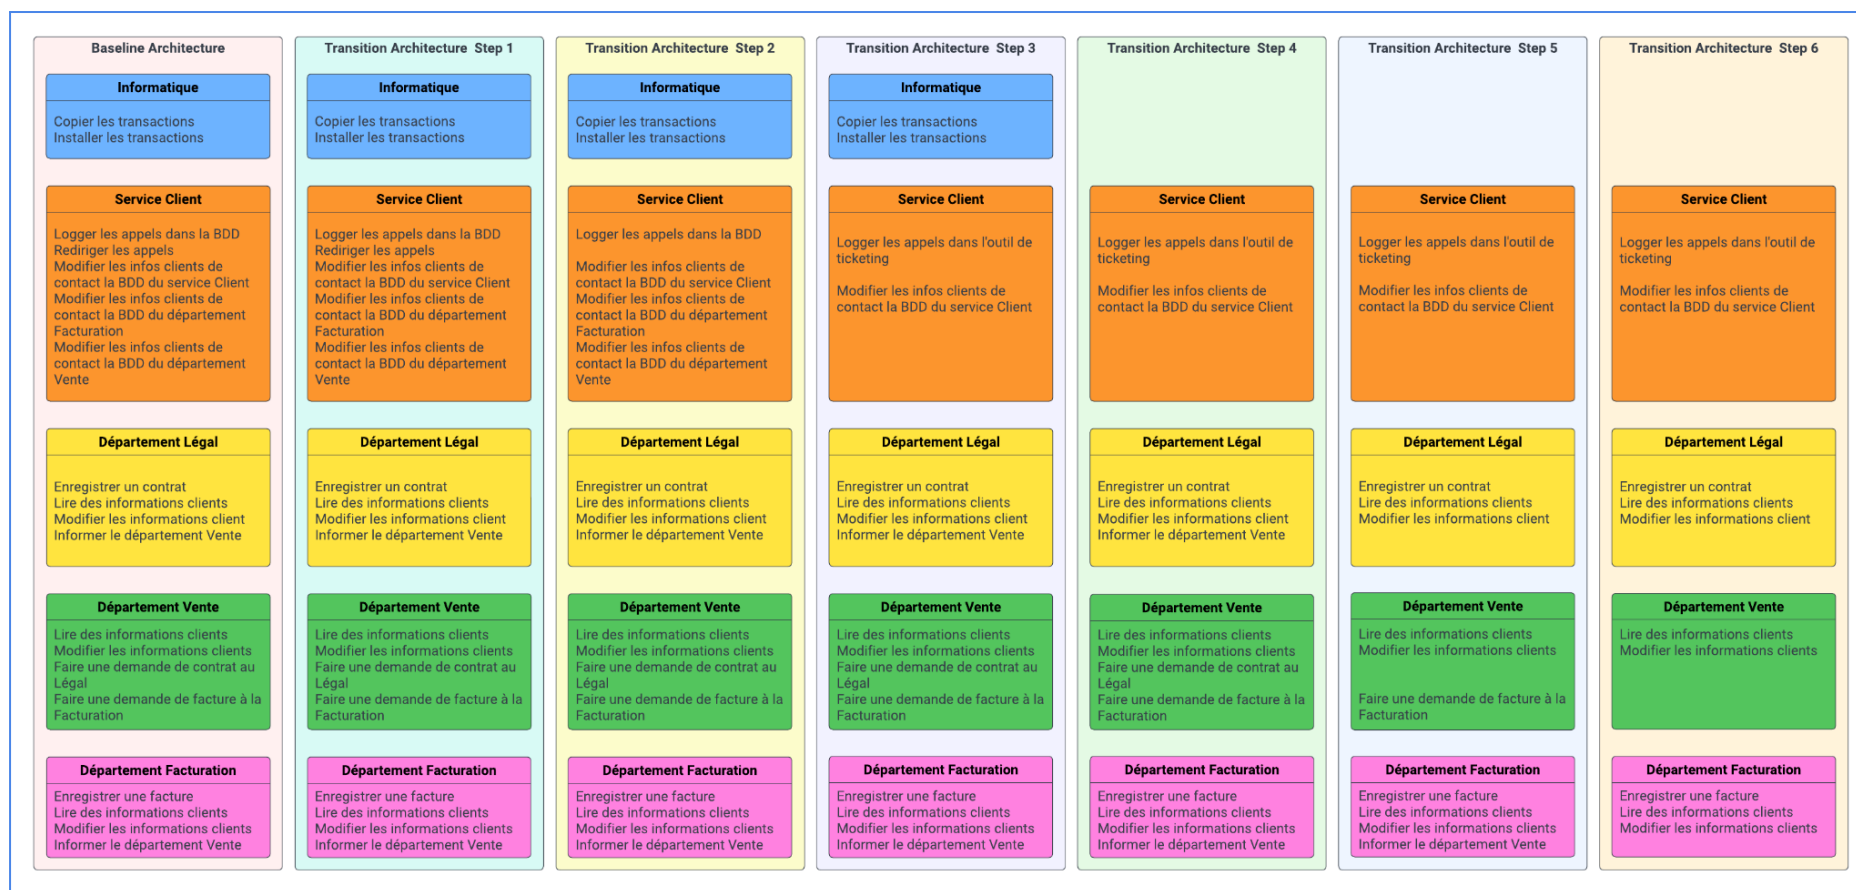 Baseline Architecture
Informatique
Copier les transactions
Installer les transactions
Service Client
Logger les appels dans la BDD
Rediriger les appels
Modifier les infos clients de
contact la BDD du service Client
Modifier les infos clients de
contact la BDD du département
Facturation
Modifier les infos clients de
contact la BDD du département
Vente
Département Légal
Enregistrer un contrat
Lire des informations clients
Modifier les informations client
Informer le département Vente
Département Vente
Lire des informations clients
Modifier les informations clients
Faire une demande de contrat au
Légal
Faire une demande de facture à la
Facturation
Département Facturation
Enregistrer une facture
Lire des informations clients
Modifier les informations clients
Informer le département Vente
Transition Architecture Step 1
Informatique
Copier les transactions
Installer les transactions
Service Client
Logger les appels dans la BDD
Rediriger les appels
Modifier les infos clients de
contact la BDD du service Client
Modifier les infos clients de
contact la BDD du département
Facturation
Modifier les infos clients de
contact la BDD du département
Vente
Département Légal
Enregistrer un contrat
Lire des informations clients
Modifier les informations client
Informer le département Vente
Département Vente
Lire des informations clients
Modifier les informations clients
Faire une demande de contrat au
Légal
Faire une demande de facture à la
Facturation
Département Facturation
Enregistrer une facture
Lire des informations clients
Modifier les informations clients
Informer le département Vente
Transition Architecture Step 2
Informatique
Copier les transactions
Installer les transactions
Service Client
Logger les appels dans la BDD
Modifier les infos clients de
contact la BDD du service Client
Modifier les infos clients de
contact la BDD du département
Facturation
Modifier les infos clients de
contact la BDD du département
Vente
Département Légal
Enregistrer un contrat
Lire des informations clients
Modifier les informations client
Informer le département Vente
Département Vente
Lire des informations clients
Modifier les informations clients
Faire une demande de contrat au
Légal
Faire une demande de facture à la
Facturation
Département Facturation
Enregistrer une facture
Lire des informations clients
Modifier les informations clients
Informer le département Vente
Transition Architecture Step 3
Informatique
Copier les transactions
Installer les transactions
Service Client
Logger les appels dans l'outil de
ticketing
Modifier les infos clients de
contact la BDD du service Client
Département Légal
Enregistrer un contrat
Lire des informations clients
Modifier les informations client
Informer le département Vente
Département Vente
Lire des informations clients
Modifier les informations clients
Faire une demande de contrat au
Légal
Faire une demande de facture à la
Facturation
Département Facturation
Enregistrer une facture
Lire des informations clients
Modifier les informations clients
Informer le département Vente
Transition Architecture Step 4
Service Client
Logger les appels dans l'outil de
ticketing
Modifier les infos clients de
contact la BDD du service Client
Département Légal
Enregistrer un contrat
Lire des informations clients
Modifier les informations client
Informer le département Vente
Département Vente
Lire des informations clients
Modifier les informations clients
Faire une demande de contrat au
Légal
Faire une demande de facture à la
Facturation
Département Facturation
Enregistrer une facture
Lire des informations clients
Modifier les informations clients
Informer le département Vente
Transition Architecture Step 5
Service Client
Logger les appels dans l'outil de
ticketing
Modifier les infos clients de
contact la BDD du service Client
Département Légal
Enregistrer un contrat
Lire des informations clients
Modifier les informations client
Département Vente
Lire des informations clients
Modifier les informations clients
Faire une demande de facture à la
Facturation
Département Facturation
Enregistrer une facture
Lire des informations clients
Modifier les informations clients
Informer le département Vente
Transition Architecture Step 6
Service Client
Logger les appels dans l'outil de
ticketing
Modifier les infos clients de
contact la BDD du service Client
Département Légal
Enregistrer un contrat
Lire des informations clients
Modifier les informations client
Département Vente
Lire des informations clients
Modifier les informations clients
Département Facturation
Enregistrer une facture
Lire des informations clients
Modifier les informations clients